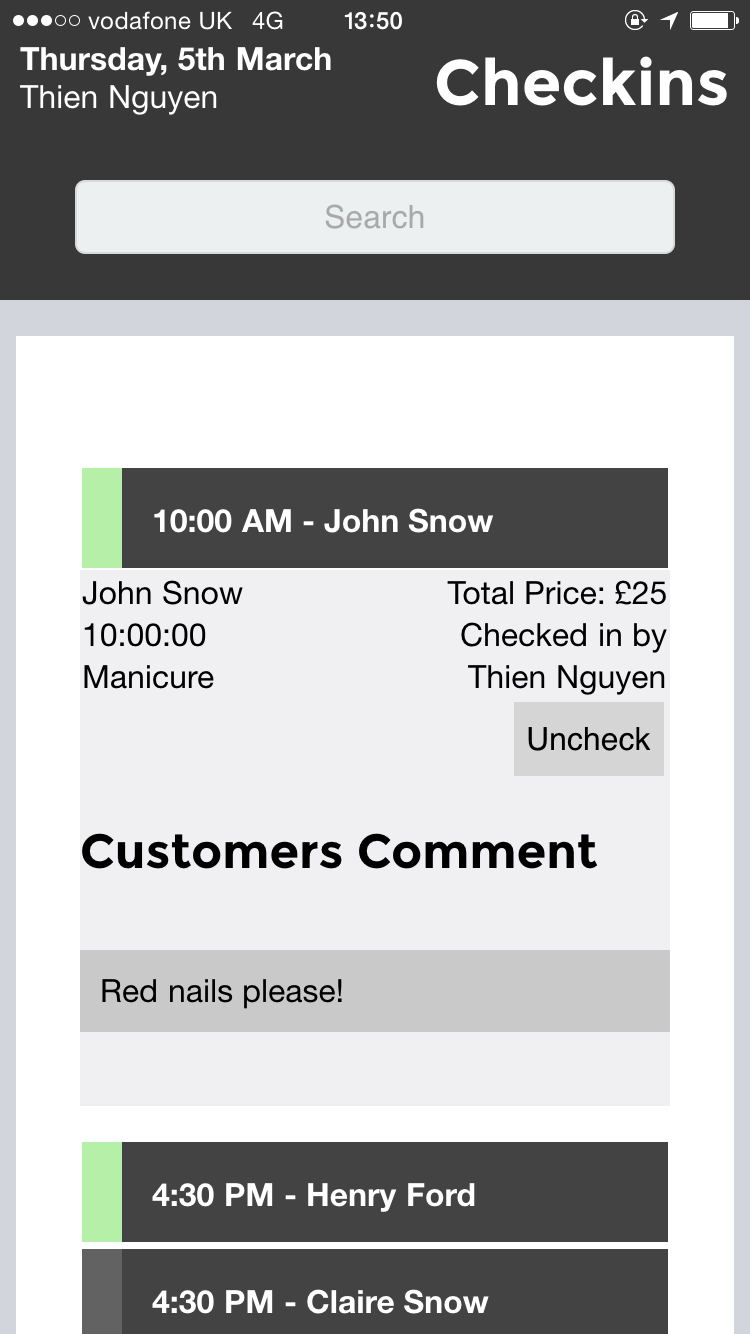 vodafone UK 4G 13:50
Thursday, 5th March
Thien Nguyen
Checkins
Search
10:00 AM - John Snow
John Snow
10:00:00
Manicure
Total Price: £25
Checked in by
Thien Nguyen
Uncheck
Customers Comment
Red nails please!
4:30 PM - Henry Ford
4:30 PM - Claire Snow